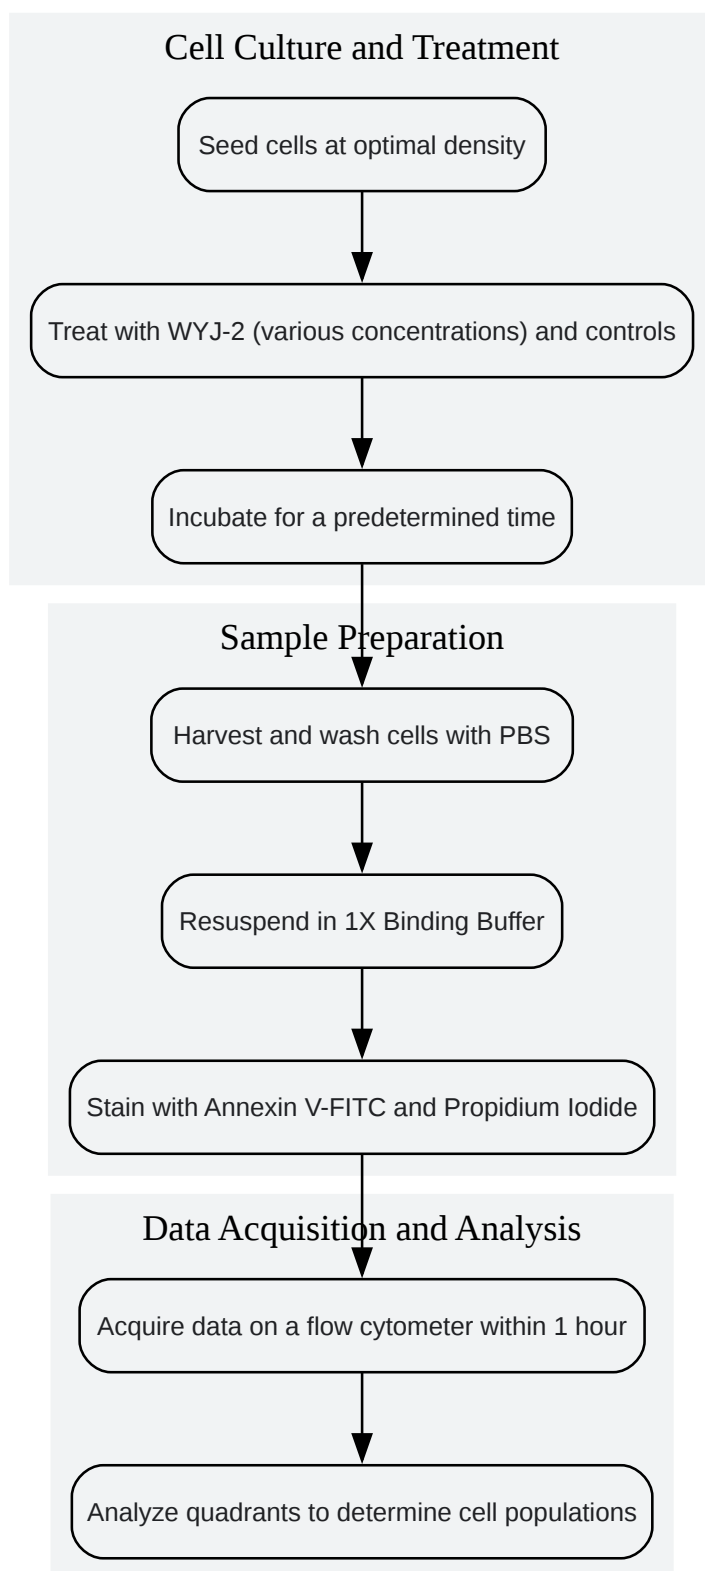 Cell Culture and Treatment
Seed cells at optimal density
Treat with WYJ-2 (various concentrations) and controls
Incubate for a predetermined time
Sample Preparation
Harvest and wash cells with PBS
Resuspend in 1X Binding Buffer
Stain with Annexin V-FITC and Propidium Iodide
Data Acquisition and Analysis
Acquire data on a flow cytometer within 1 hour
Analyze quadrants to determine cell populations